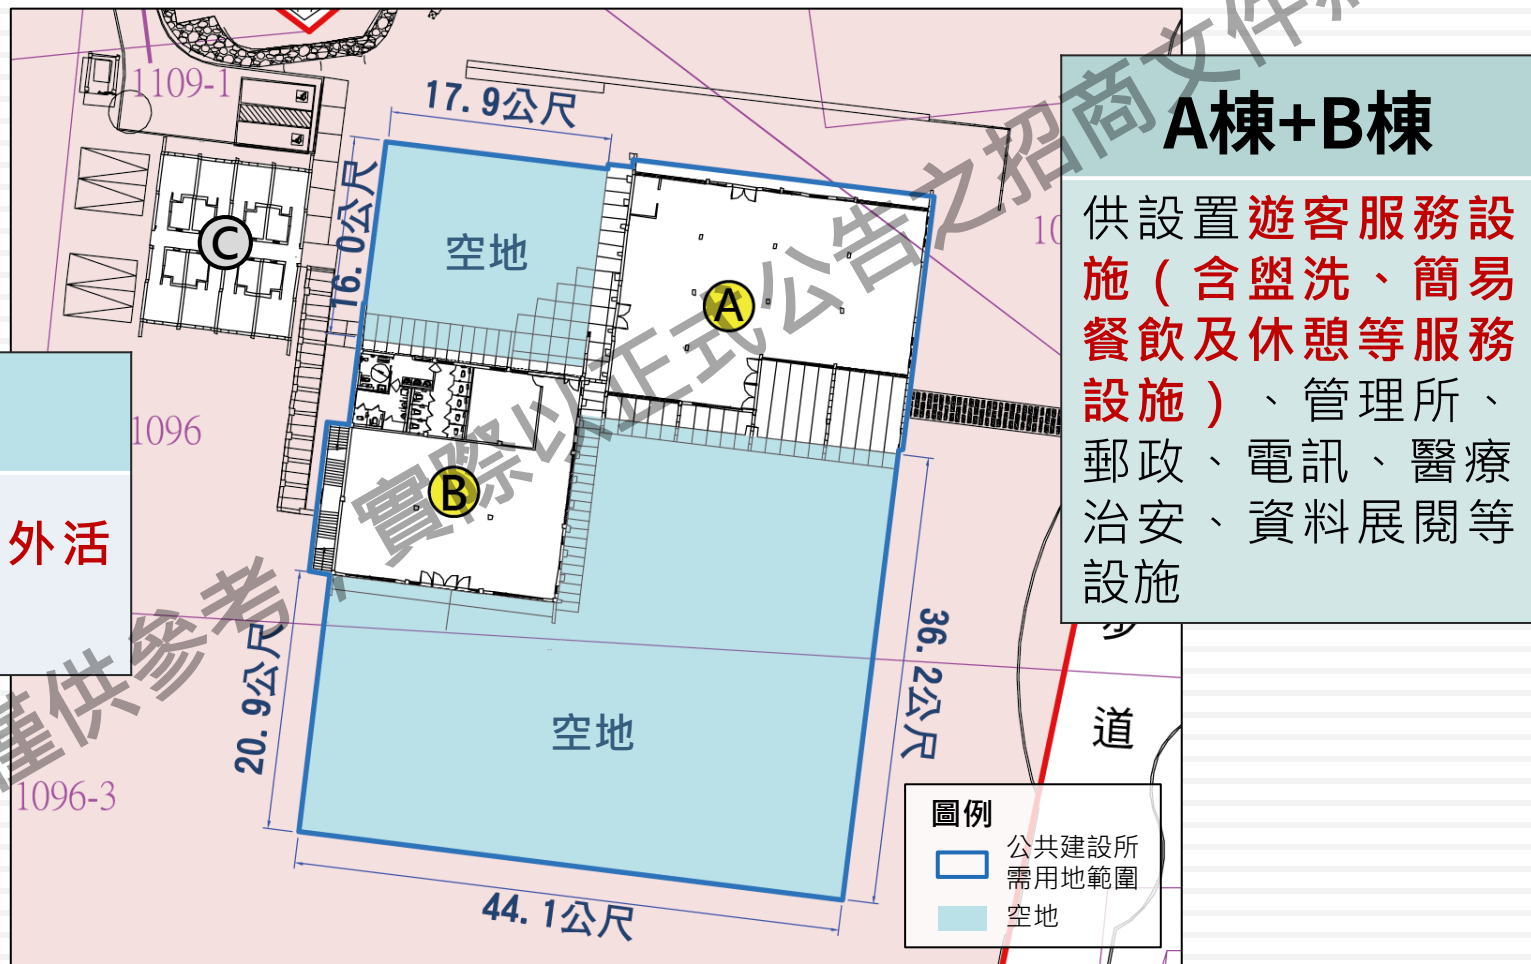 1109-1
17.9公尺
16.0公尺
空地
C
A
B
1096
外活
20.9公尺
36.2公尺
空地
1096-3
44.1公尺
道
A棟+B棟
供設置遊客服務設
施（含盥洗、簡易
餐飲及休憩等服務
設施）、管理所、
郵政、電訊、醫療
治安、資料展閱等
設施
圖例
公共建設所
需用地範圍
空地
僅供參考，實際以正式公告之招商文件為